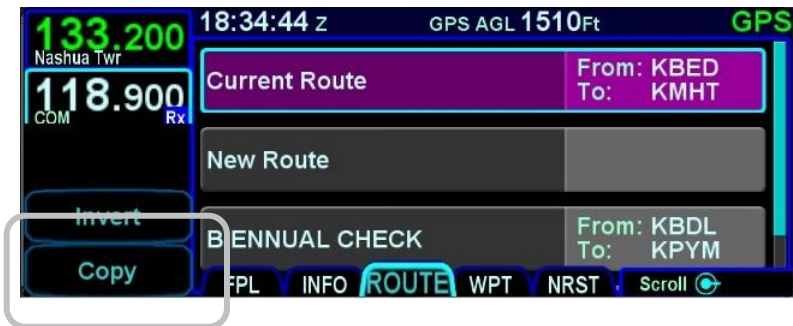 133.200
Nashua Twr
118.900
COM Rx
18:34:44 Z GPS AGL 1510Ft GPS
Current Route
From: KBED
To: KMHT
New Route
BIENNUAL CHECK
From: KBDL
To: KPYM
Invert
Copy
FPL INFO ROUTE WPT NRST Scroll